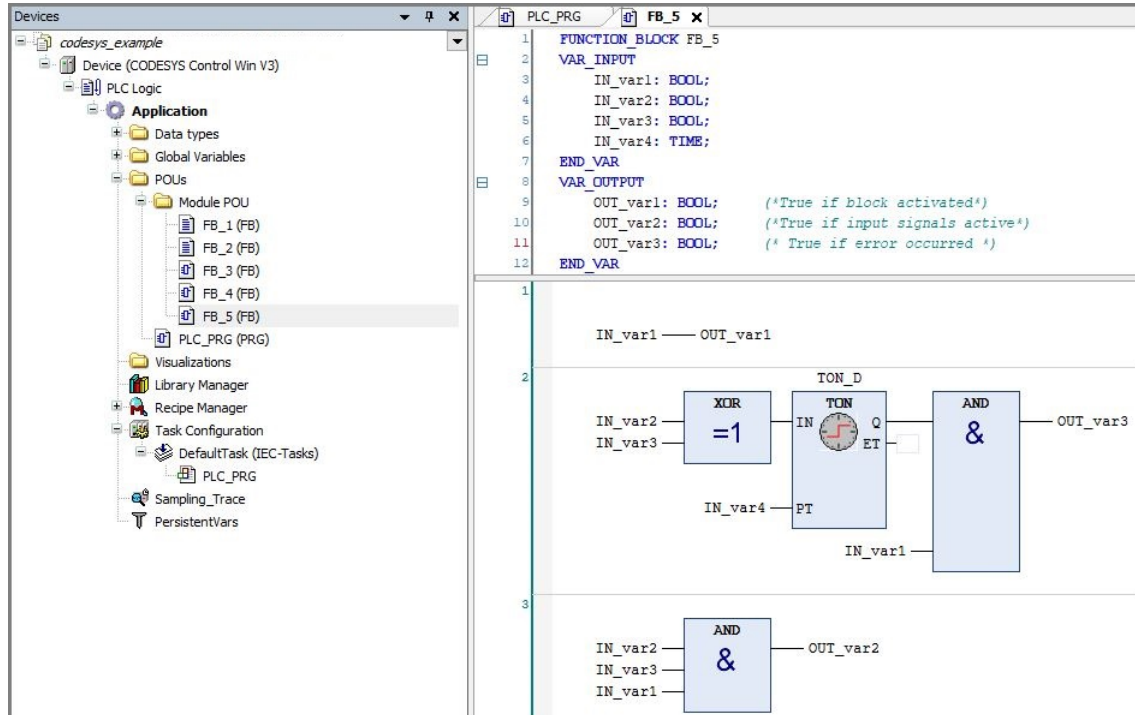 Devices
codesys_example
Device (CODESYS Control Win V3)
PLC Logic
Application
Data types
Global Variables
POUs
Module POU
FB_1 (FB)
FB_2 (FB)
FB_3 (FB)
FB_4 (FB)
FB_5 (FB)
PLC_PRG (PRG)
Visualizations
Library Manager
Recipe Manager
Task Configuration
DefaultTask (IEC-Tasks)
PLC_PRG
Sampling_Trace
PersistentVars
PLC_PRG FB_5
1 FUNCTION_BLOCK FB_5
2 VAR_INPUT
3 IN_var1: BOOL;
4 IN_var2: BOOL;
5 IN_var3: BOOL;
6 IN_var4: TIME;
7 END_VAR
8 VAR_OUTPUT
9 OUT_var1: BOOL; (*True if block activated*)
10 OUT_var2: BOOL; (*True if input signals active*)
11 OUT_var3: BOOL; (* True if error occurred *)
12 END_VAR
1
IN_var1 OUT_var1
2
TON_D
XOR TON AND
IN_var2 =1 IN Q & OUT_var3
IN_var3 ET
IN_var4 PT
IN_var1
3
AND
IN_var2 & OUT_var2
IN_var3
IN_var1